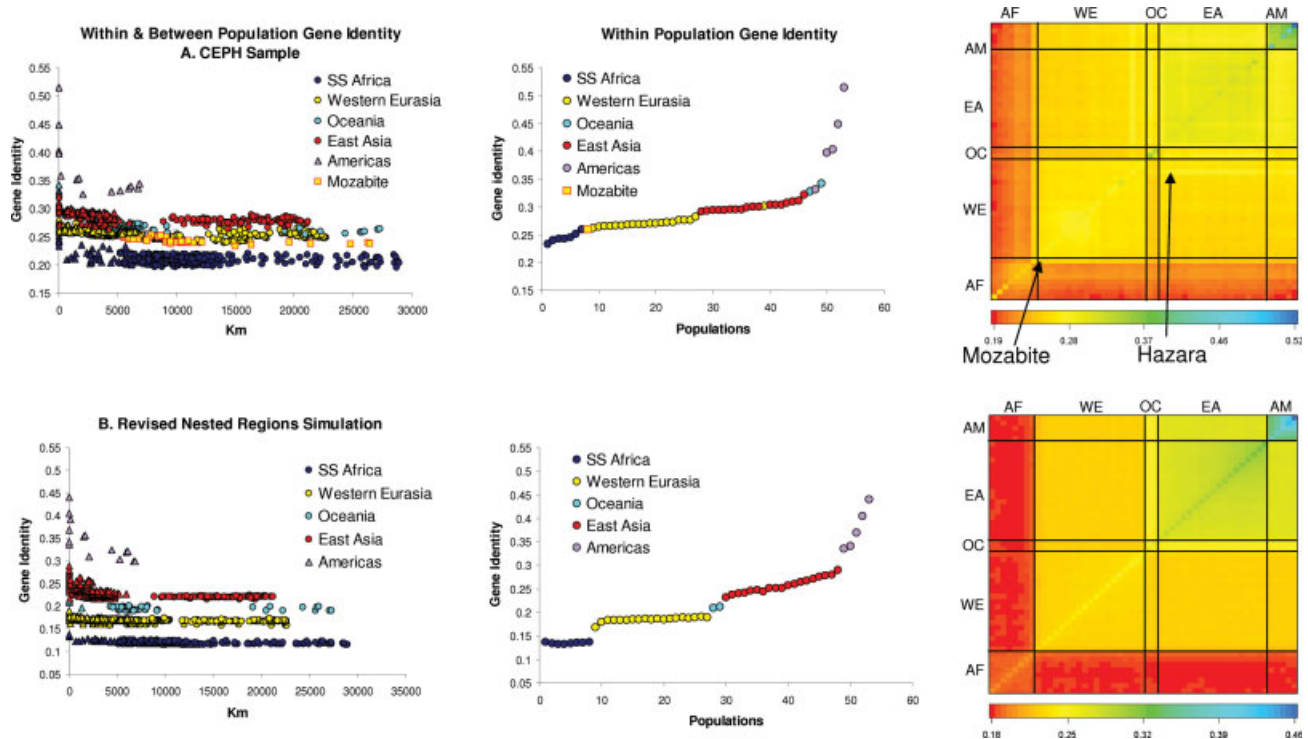 Within & Between Population Gene Identity
A. CEPH Sample
Gene Identity
0.55
0.50
0.45
0.40
0.35
0.30
0.25
0.20
0.15
0 5000 10000 15000 20000 25000 30000
Km
SS Africa
Western Eurasia
Oceania
East Asia
Americas
Mozabite
Within Population Gene Identity
Gene Identity
0.55
0.50
0.45
0.40
0.35
0.30
0.25
0.20
0.15
0 10 20 30 40 50 60
Populations
SS Africa
Western Eurasia
Oceania
East Asia
Americas
Mozabite
AF WE OC EA AM
AM
EA
OC
WE
AF
0.19 0.28 0.37 0.46 0.52
Mozabite Hazara
B. Revised Nested Regions Simulation
Gene Identity
0.55
0.5
0.45
0.4
0.35
0.3
0.25
0.2
0.15
0.1
0.05
0 5000 10000 15000 20000 25000 30000 35000
Km
SS Africa
Western Eurasia
Oceania
East Asia
Americas
Gene Identity
0.55
0.5
0.45
0.4
0.35
0.3
0.25
0.2
0.15
0.1
0.05
0 10 20 30 40 50 60
Populations
SS Africa
Western Eurasia
Oceania
East Asia
Americas
AF WE OC EA AM
AM
EA
OC
WE
AF
0.18 0.25 0.32 0.39 0.46